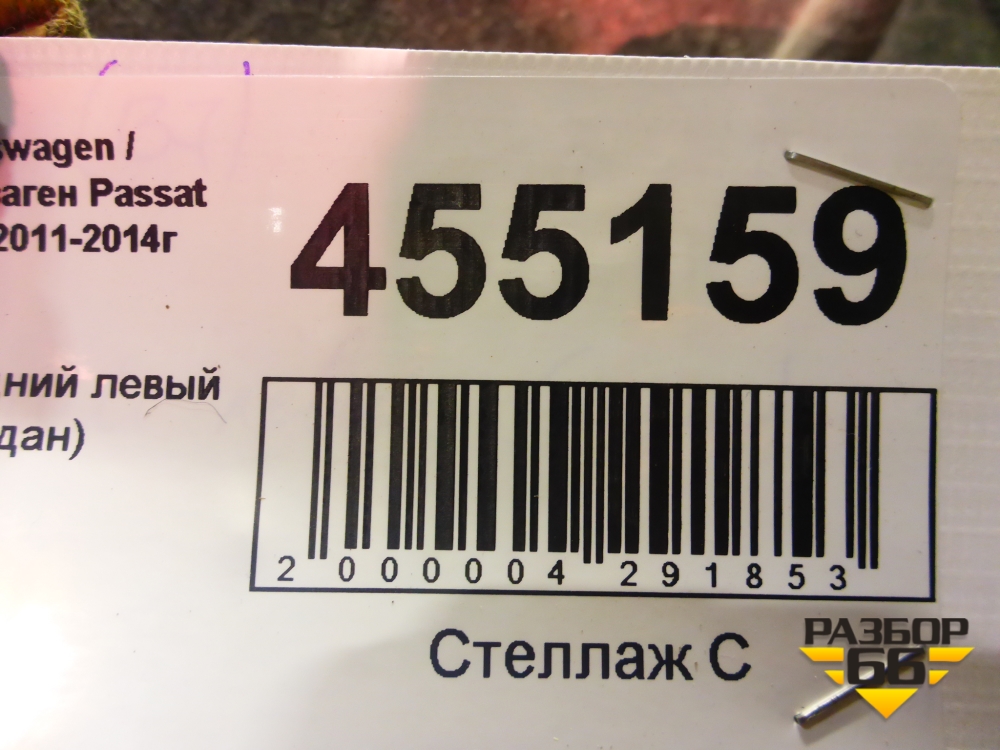 swagen /
ваген Passat
2011-2014г
455159
ний левый
дан)
2 000004 291853
Стеллаж С
РАЗБОР
66